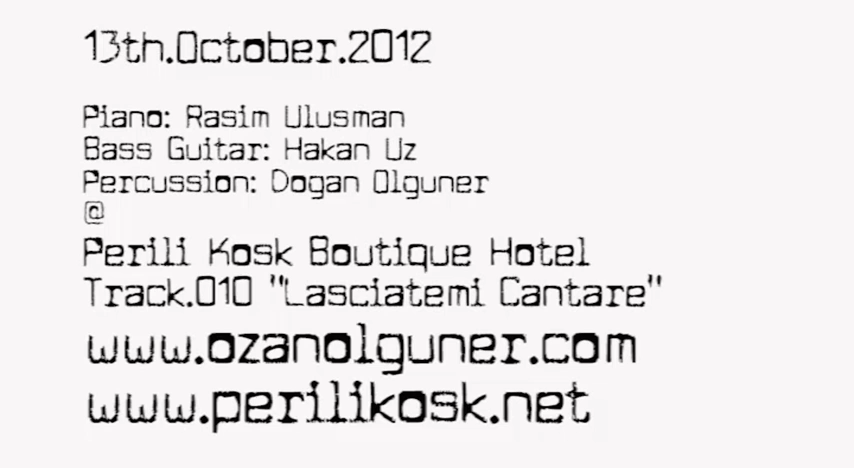 13th.October.2012
Piano: Rasim Ulusman
Bass Guitar: Hakan Uz
Percussion: Dogan Olguner
@
Perili Kosk Boutique Hotel
Track.010 "Lasciatemi Cantare"
www.ozanolguner.com
www.perilikosk.net